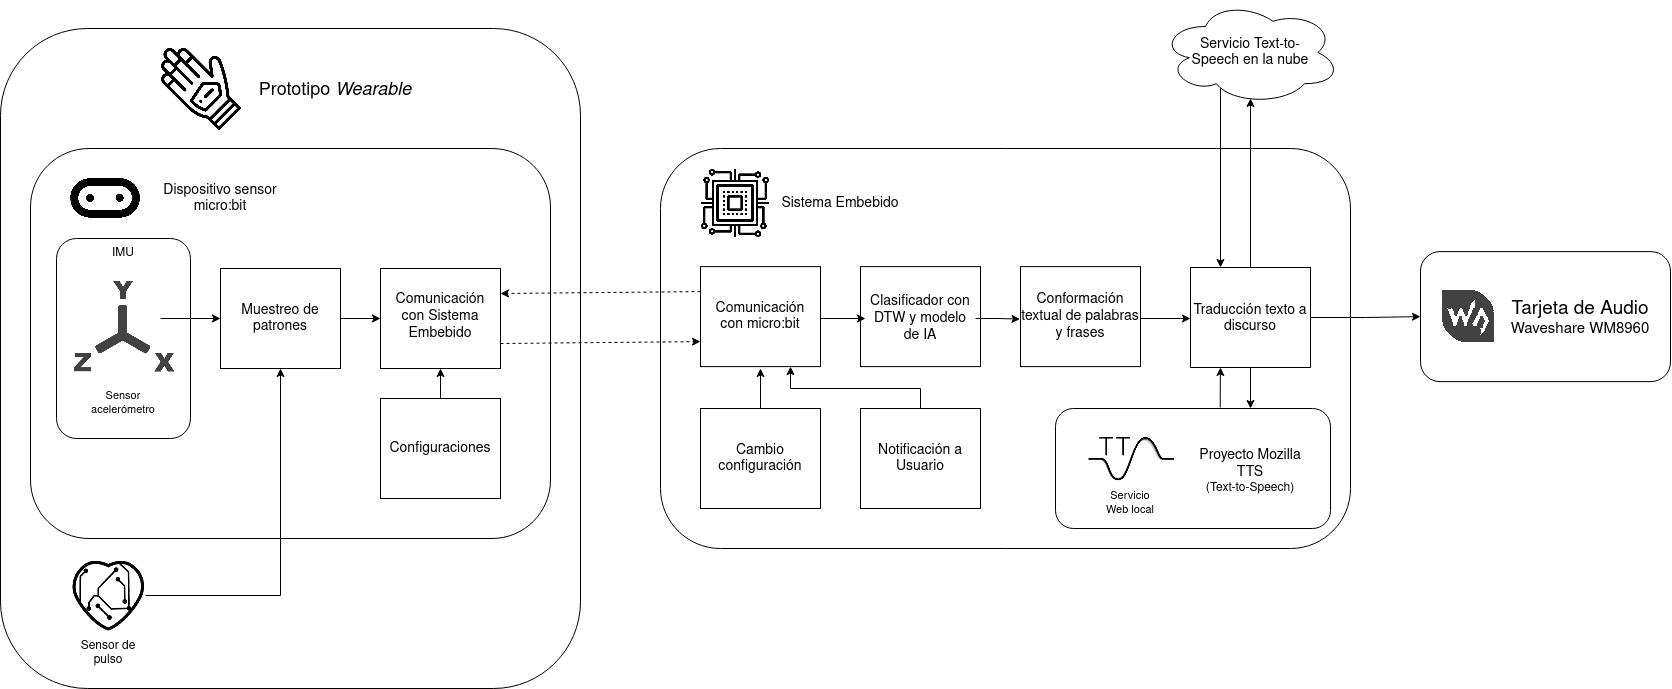 Prototipo Wearable
Dispositivo sensor
micro:bit
IMU
Y
Z
X
Sensor
acelerómetro
Muestreo de
patrones
Comunicación
con Sistema
Embebido
Configuraciones
Sensor de
pulso
Sistema Embebido
Comunicación
con micro:bit
Clasificador con
DTW y modelo
de IA
Conformación
textual de palabras
y frases
Traducción texto a
discurso
Cambio
configuración
Notificación a
Usuario
TT
Servicio
Web local
Proyecto Mozilla
TTS
(Text-to-Speech)
Servicio Text-to-
Speech en la nube
Tarjeta de Audio
Waveshare WM8960